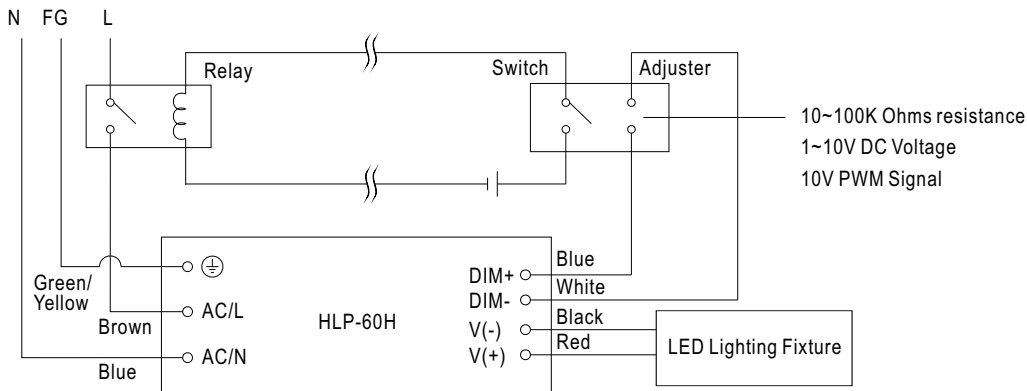 N FG L
Relay
Switch
Adjuster
10~100K Ohms resistance
1~10V DC Voltage
10V PWM Signal
Green/
Yellow
Brown
Blue
AC/L
AC/N
HLP-60H
DIM+
DIM-
V(-)
V(+)
Blue
White
Black
Red
LED Lighting Fixture